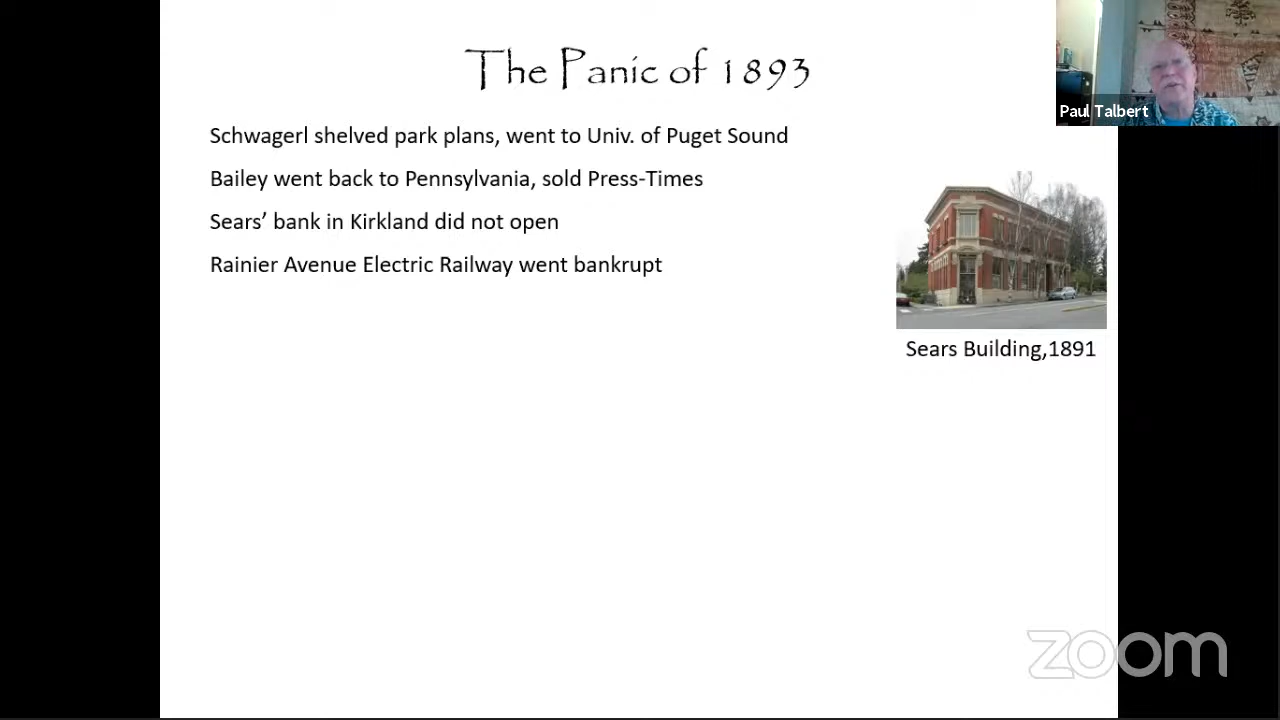 The Panic of 1893
Paul Talbert
Schwagerl shelved park plans, went to Univ. of Puget Sound
Bailey went back to Pennsylvania, sold Press-Times
Sears’ bank in Kirkland did not open
Rainier Avenue Electric Railway went bankrupt
Sears Building,1891
zoom